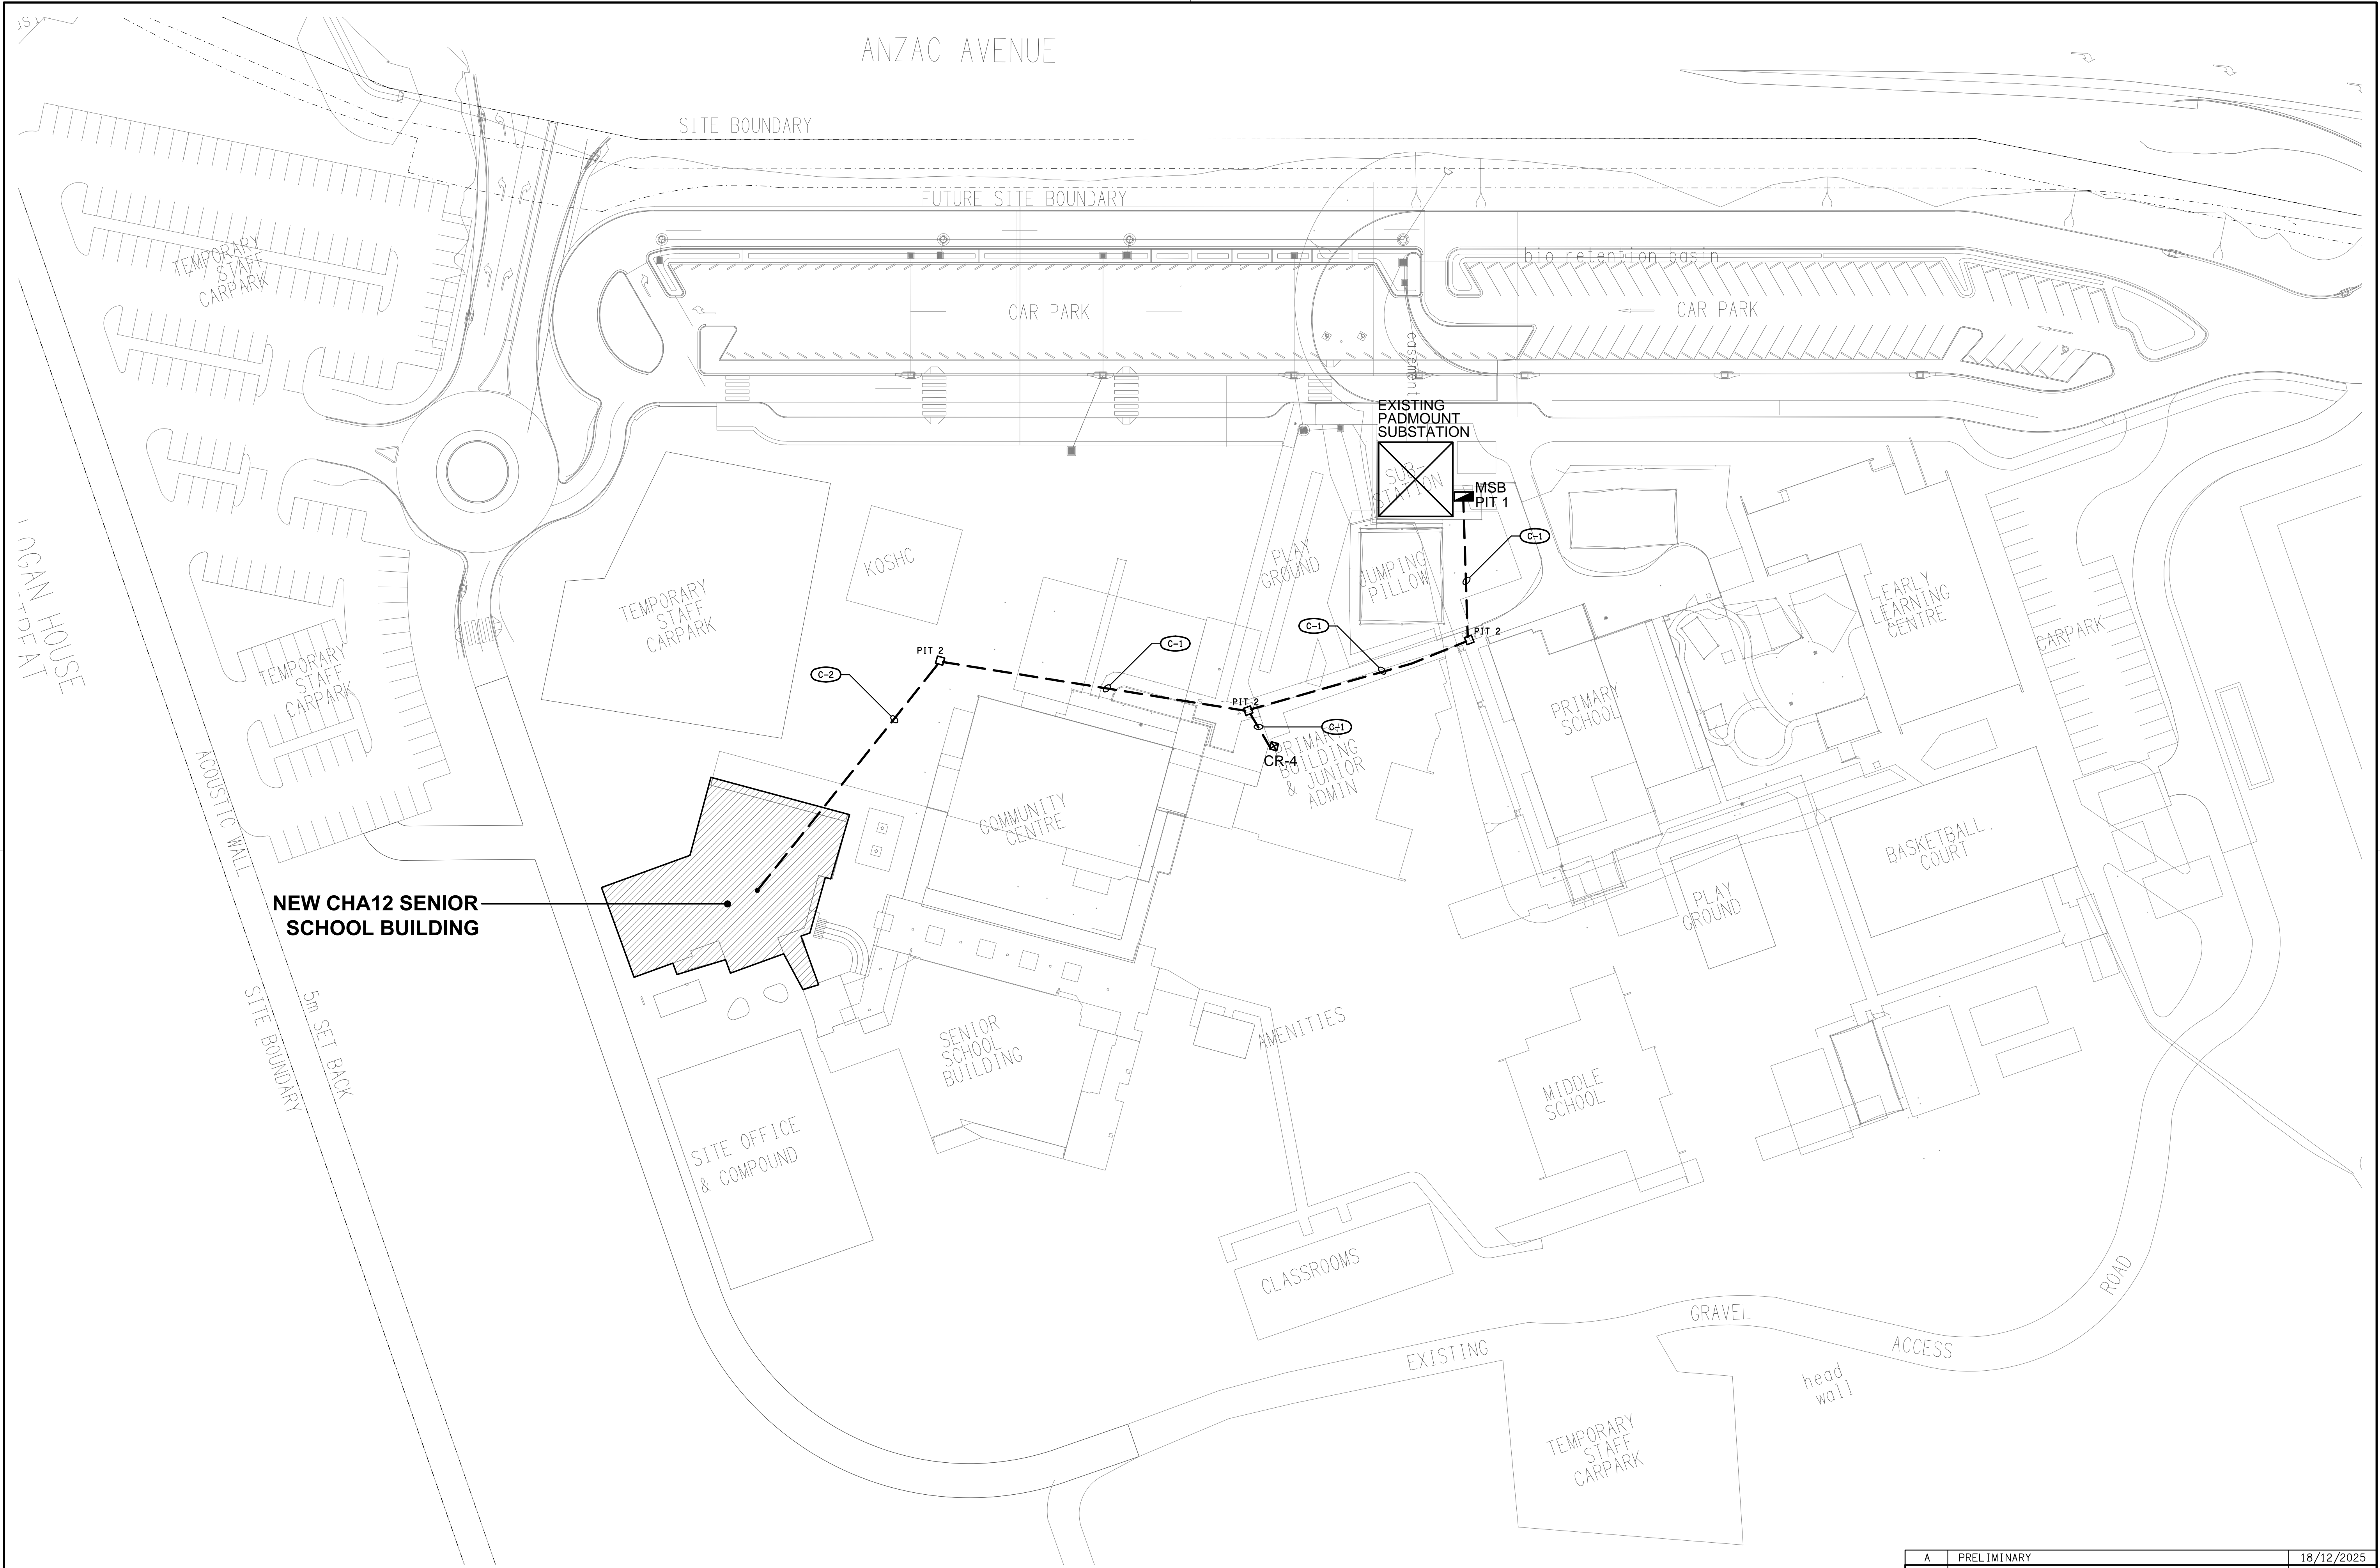 ANZAC AVENUE
SITE BOUNDARY
FUTURE SITE BOUNDARY
TEMPORARY
STAFF
CARPARK
CAR PARK
bio retention basin
CAR PARK
easement
EXISTING
PADMOUNT
SUBSTATION
SUB-
STATION
MSB
PIT 1
C-1
KOSHC
PLAY
GROUND
JUMPING
PILLOW
EARLY
LEARNING
CENTRE
CARPARK
TEMPORARY
STAFF
CARPARK
C-1
PIT 2
C-1
PIT 2
C-2
TEMPORARY
STAFF
CARPARK
PIT 2
C-1
CR-4
PRIMARY
BUILDING
& JUNIOR
ADMIN
PRIMARY
SCHOOL
ACOUSTIC WALL
COMMUNITY
CENTRE
BASKETBALL
COURT
NEW CHA12 SENIOR
SCHOOL BUILDING
PLAY
GROUND
SITE BOUNDARY
5m SET BACK
SENIOR
SCHOOL
BUILDING
AMENITIES
MIDDLE
SCHOOL
SITE OFFICE
& COMPOUND
CLASSROOMS
EXISTING
GRAVEL
ACCESS
ROAD
head
wall
TEMPORARY
STAFF
CARPARK
A PRELIMINARY 18/12/2025